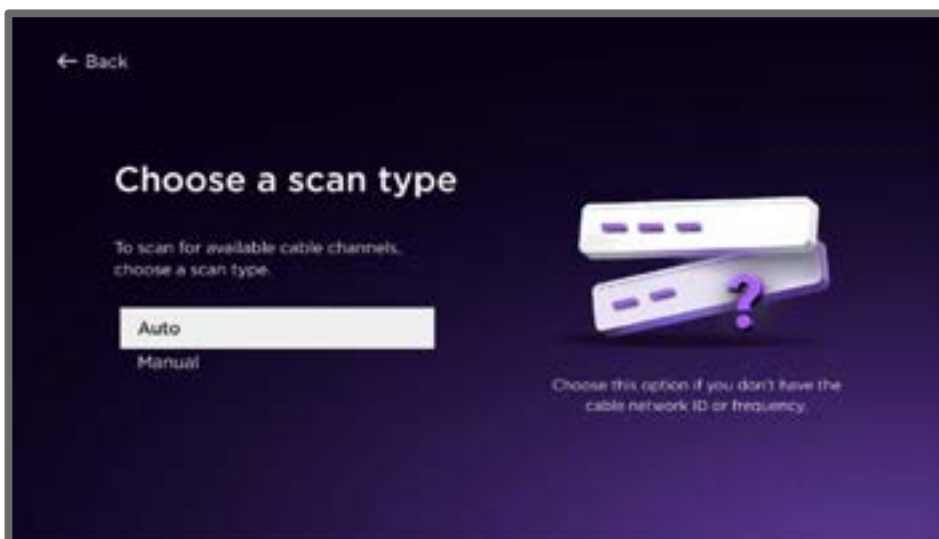 ← Back
Choose a scan type
To scan for available cable channels,
choose a scan type.
Auto
Manual
Choose this option if you don't have the
cable network ID or frequency.